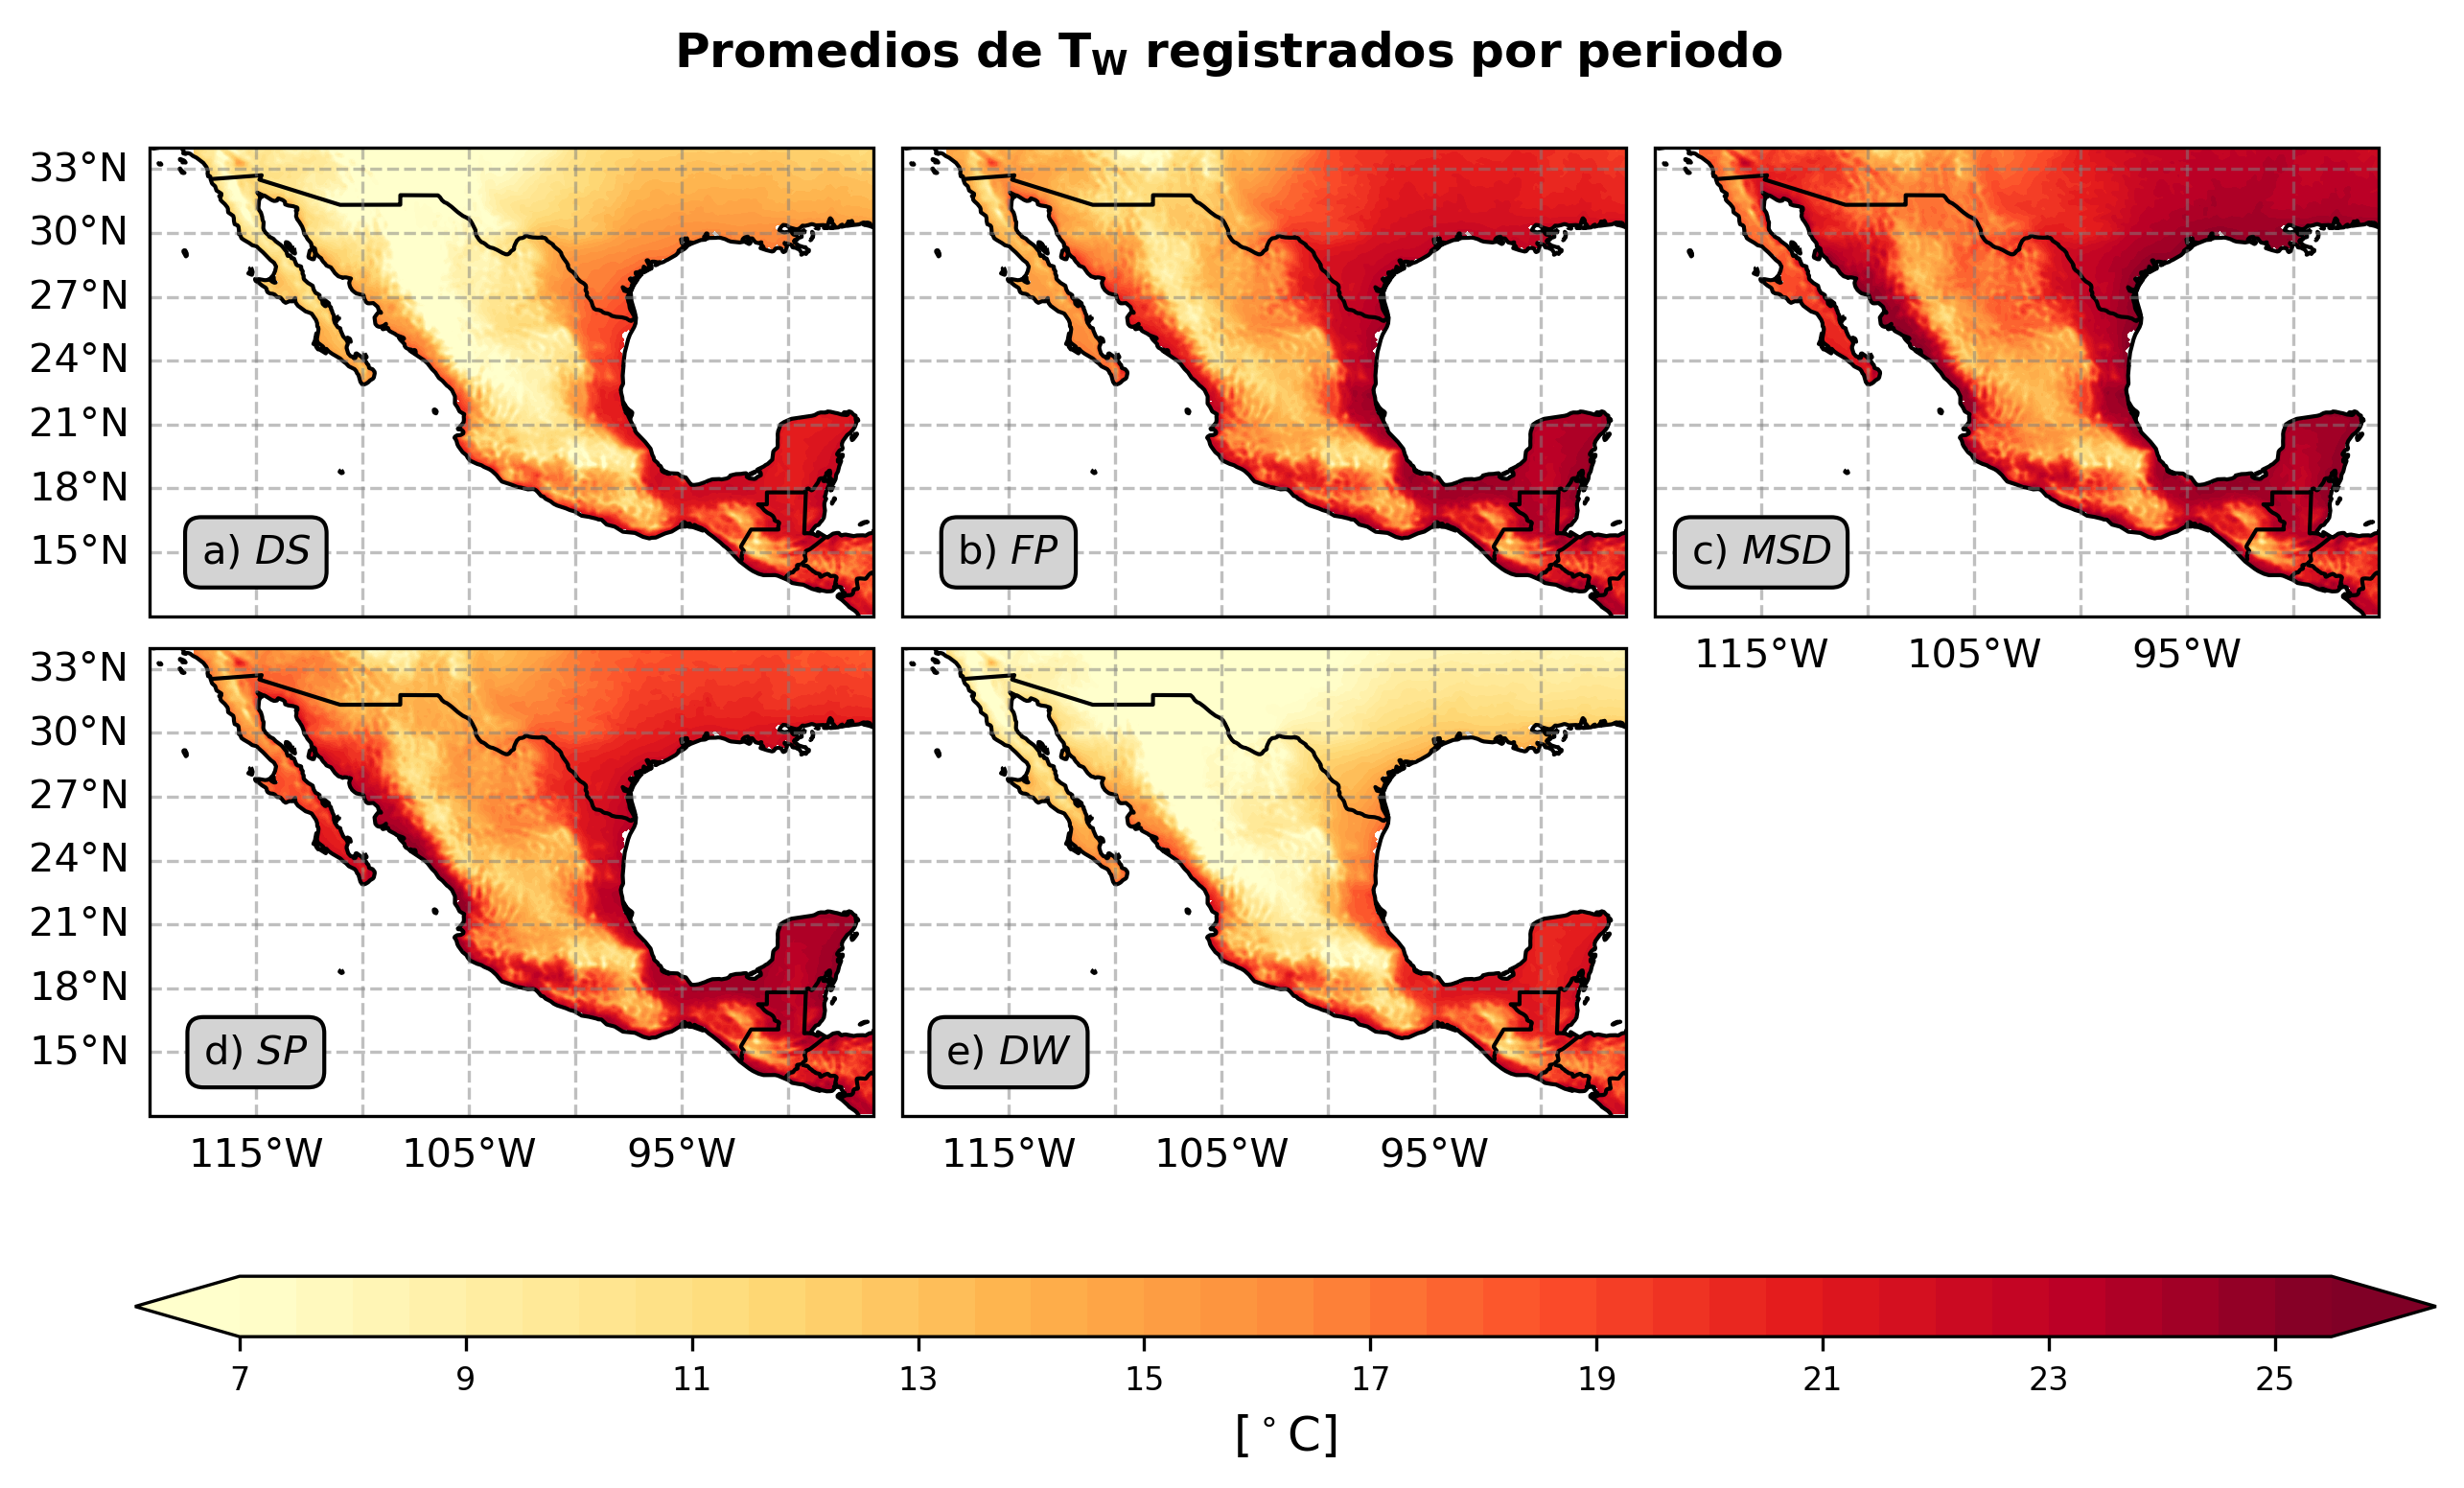 Promedios de T_W registrados por periodo
33°N
30°N
27°N
24°N
21°N
18°N
15°N
a) DS
b) FP
c) MSD
115°W 105°W 95°W
33°N
30°N
27°N
24°N
21°N
18°N
15°N
d) SP
e) DW
115°W 105°W 95°W
115°W 105°W 95°W
7 9 11 13 15 17 19 21 23 25
[°C]